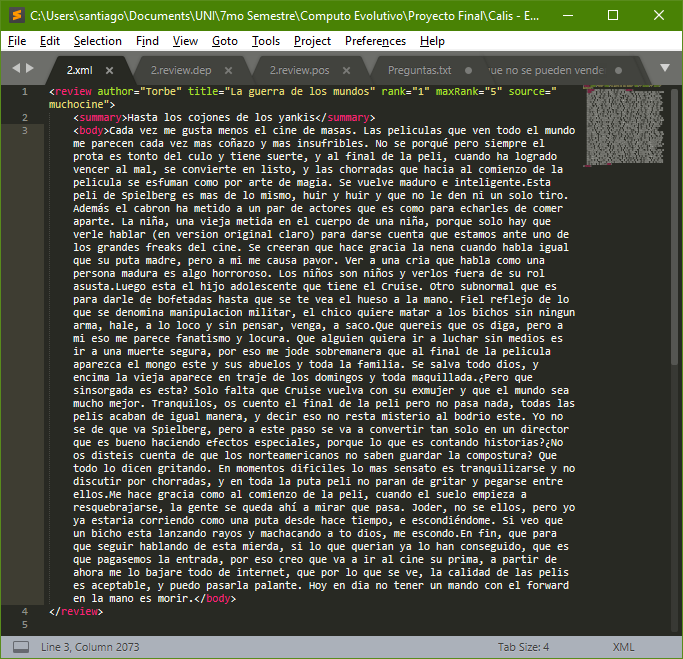 C:\Users\santiago\Documents\UNI\7mo Semestre\Computo Evolutivo\Proyecto Final\Calis - E...
File Edit Selection Find View Goto Tools Project Preferences Help
2.xml 2.review.dep 2.review.pos Preguntas.txt ue no se pueden vende
1 <review author="Torbe" title="La guerra de los mundos" rank="1" maxRank="5" source="
muchocine">
2 <summary>Hasta los cojones de los yankis</summary>
3 <body>Cada vez me gusta menos el cine de masas. Las peliculas que ven todo el mundo
me parecen cada vez mas coñazo y mas insufribles. No se porqué pero siempre el
prota es tonto del culo y tiene suerte, y al final de la peli, cuando ha logrado
vencer al mal, se convierte en listo, y las chorradas que hacia al comienzo de la
pelicula se esfuman como por arte de magia. Se vuelve maduro e inteligente.Esta
peli de Spielberg es mas de lo mismo, huir y huir y que no le den ni un solo tiro.
Además el cabron ha metido a un par de actores que es como para echarles de comer
aparte. La niña, una vieja metida en el cuerpo de una niña, porque solo hay que
verle hablar (en version original claro) para darse cuenta que estamos ante uno de
los grandes freaks del cine. Se creeran que hace gracia la nena cuando habla igual
que su puta madre, pero a mi me causa pavor. Ver a una cria que habla como una
persona madura es algo horroroso. Los niños son niños y verlos fuera de su rol
asusta.Luego esta el hijo adolescente que tiene el Cruise. Otro subnormal que es
para darle de bofetadas hasta que se te vea el hueso a la mano. Fiel reflejo de lo
que se denomina manipulacion militar, el chico quiere matar a los bichos sin ningun
arma, hale, a lo loco y sin pensar, venga, a saco.Que quereis que os diga, pero a
mi eso me parece fanatismo y locura. Que alguien quiera ir a luchar sin medios es
ir a una muerte segura, por eso me jode sobremanera que al final de la pelicula
aparezca el mongo este y sus abuelos y toda la familia. Se salva todo dios, y
encima la vieja aparece en traje de los domingos y toda maquillada.¿Pero que
sinsorgada es esta? Solo falta que Cruise vuelva con su exmujer y que el mundo sea
mucho mejor. Tranquilos, os cuento el final de la peli pero no pasa nada, todas las
pelis acaban de igual manera, y decir eso no resta misterio al bodrio este. Yo no
se de que va Spielberg, pero a este paso se va a convertir tan solo en un director
que es bueno haciendo efectos especiales, porque lo que es contando historias?¿No
os disteis cuenta de que los norteamericanos no saben guardar la compostura? Que
todo lo dicen gritando. En momentos dificiles lo mas sensato es tranquilizarse y no
discutir por chorradas, y en toda la puta peli no paran de gritar y pegarse entre
ellos.Me hace gracia como al comienzo de la peli, cuando el suelo empieza a
resquebrajarse, la gente se queda ahí a mirar que pasa. Joder, no se ellos, pero yo
ya estaria corriendo como una puta desde hace tiempo, e escondiéndome. Si veo que
un bicho esta lanzando rayos y machacando a to dios, me escondo.En fin, que para
que seguir hablando de esta mierda, si lo que querian ya lo han conseguido, que es
que pagasemos la entrada, por eso creo que va a ir al cine su prima, a partir de
ahora me lo bajare todo de internet, que por lo que se ve, la calidad de las pelis
es aceptable, y puedo pasarla palante. Hoy en dia no tener un mando con el forward
en la mano es morir.</body>
4 </review>
5
Line 3, Column 2073 Tab Size: 4 XML